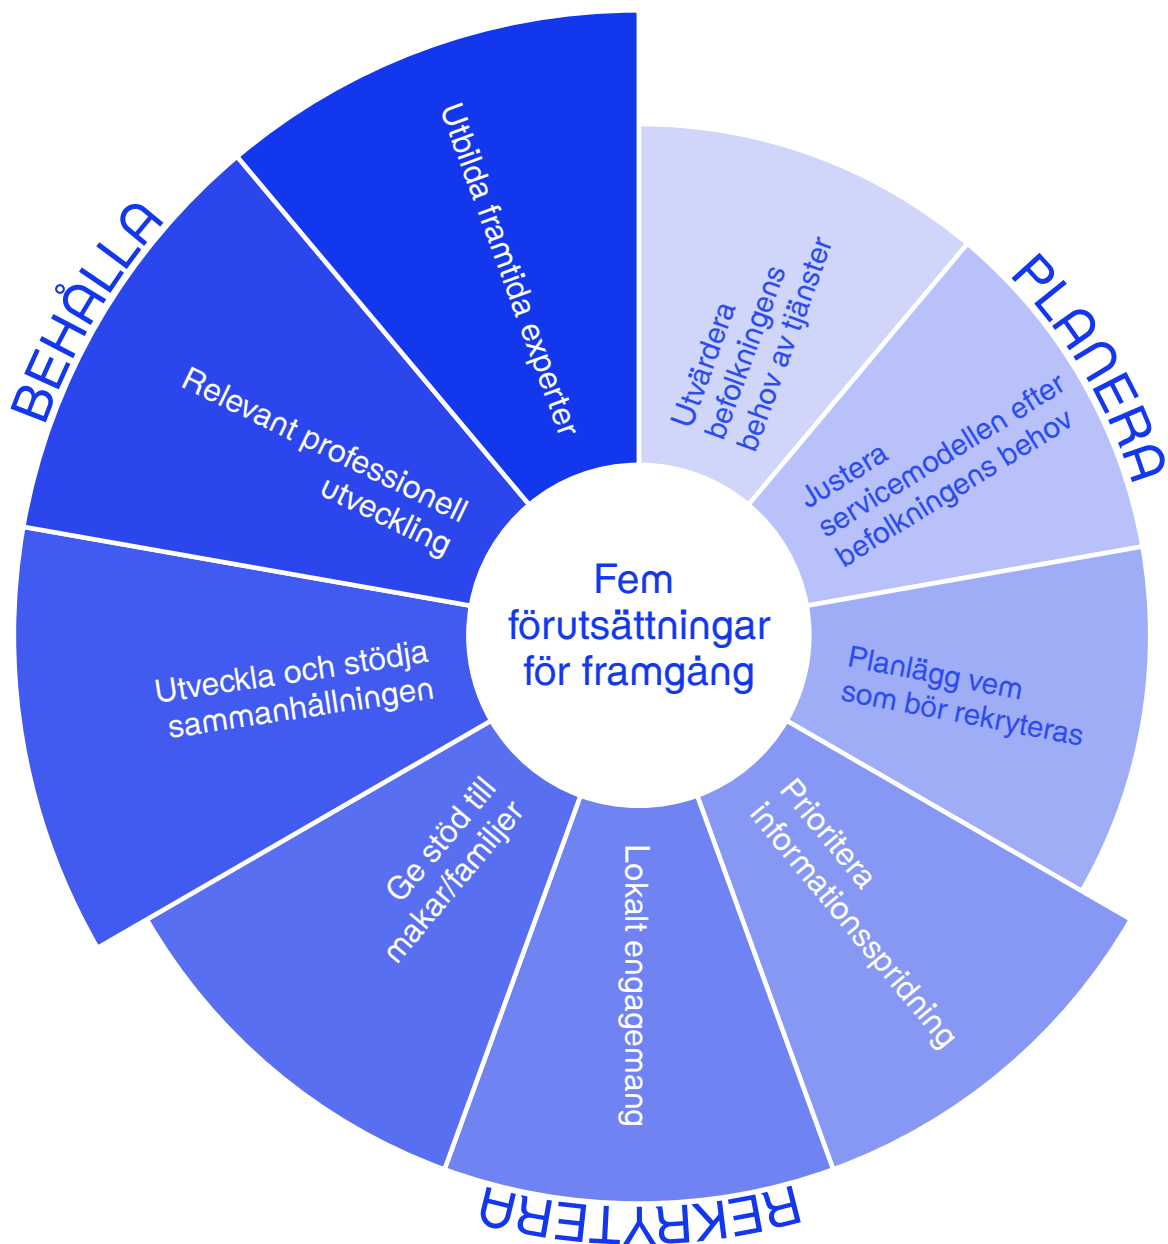 Fem
förutsättningar
för framgång
PLANERA
Utvärdera
befolkningens
behov av tjänster
Justera
servicemodellen efter
befolkningens behov
Planlägg vem
som bör rekryteras
REKRYTERA
Prioritera
informationsspridning
Lokalt engagemang
Ge stöd till
makar/familjer
BEHÅLLA
Utveckla och stödja
sammanhållningen
Relevant professionell
utveckling
Utbilda framtida experter